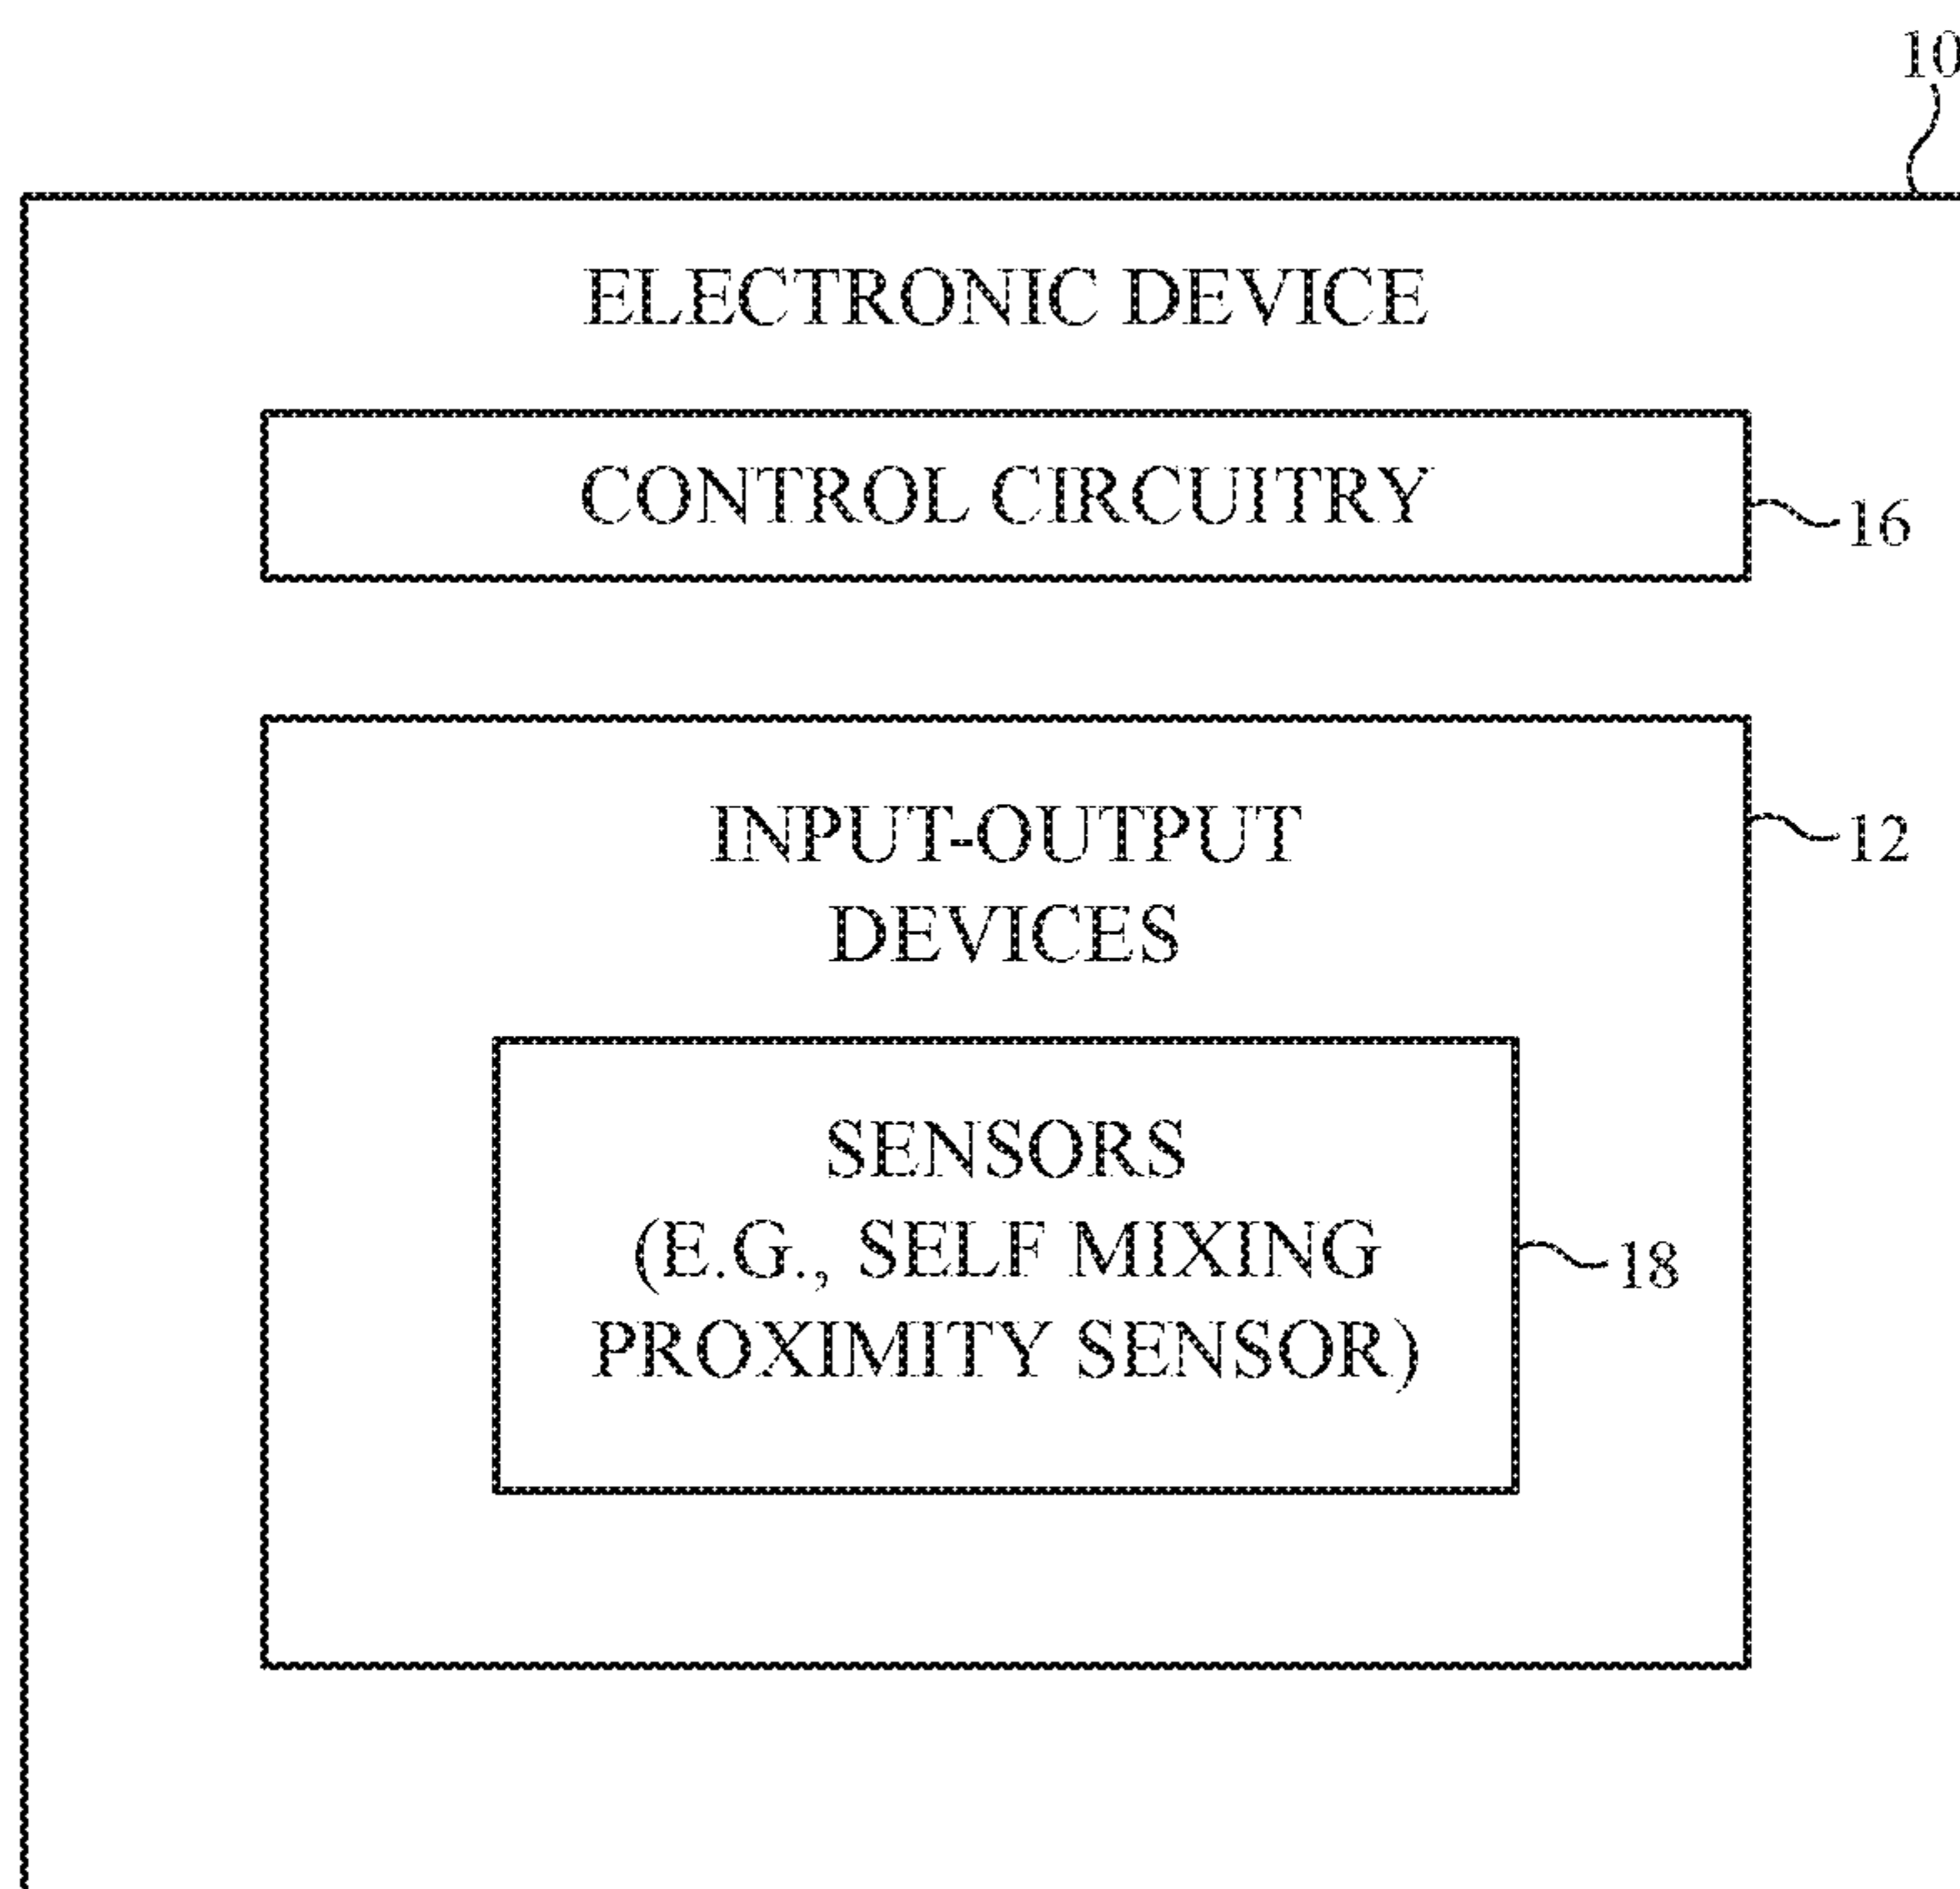 10
ELECTRONIC DEVICE
CONTROL CIRCUITRY
16
INPUT-OUTPUT
DEVICES
12
SENSORS
(E.G., SELF MIXING
PROXIMITY SENSOR)
18